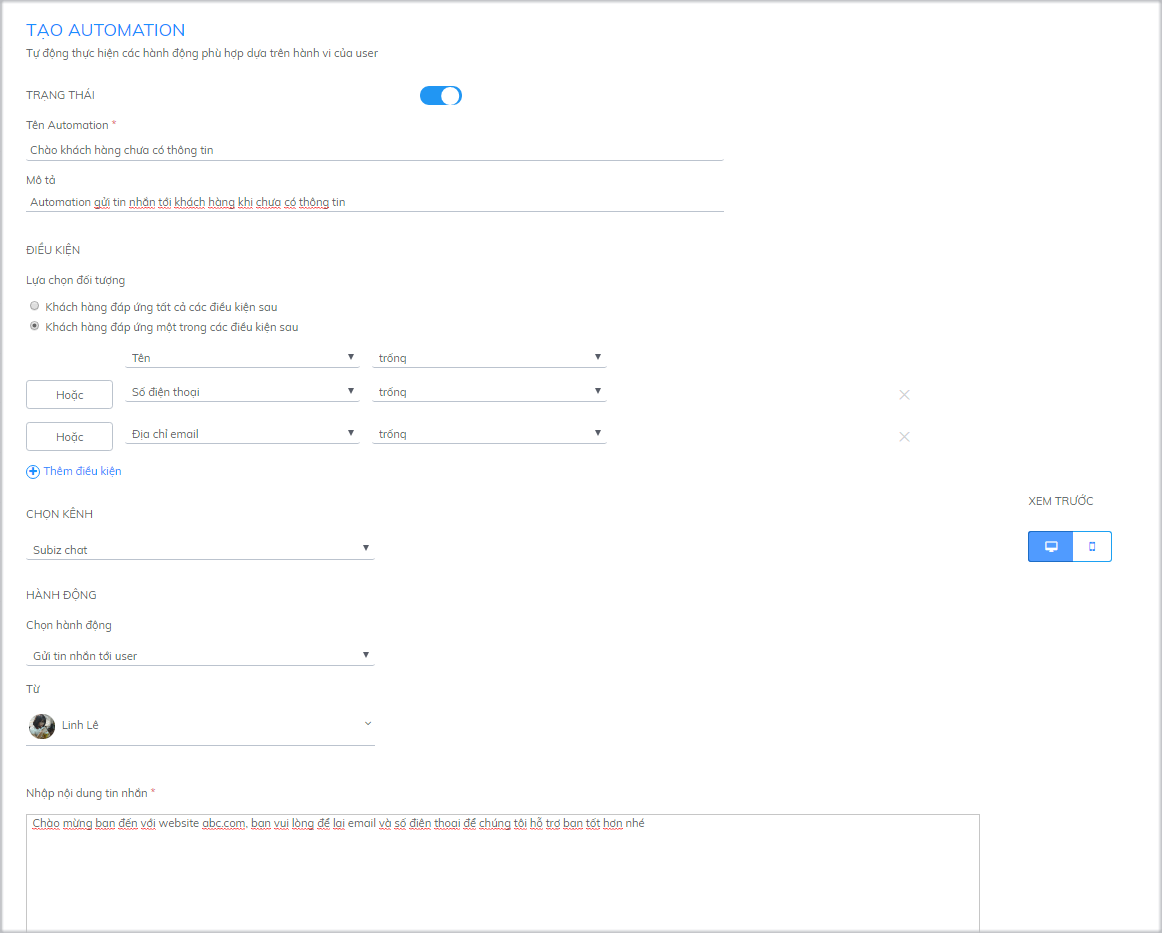 TẠO AUTOMATION
Tự động thực hiện các hành động phù hợp dựa trên hành vi của user
TRANG THÁI
Tên Automation *
Chào khách hàng chưa có thông tin
Mô tả
Automation gửi tin nhắn tới khách hàng khi chưa có thông tin
ĐIỀU KIỆN
Lựa chọn đối tượng
Khách hàng đáp ứng tất cả các điều kiện sau
Khách hàng đáp ứng một trong các điều kiện sau
Tên trống
Hoặc Số điện thoại trống
Hoặc Địa chỉ email trống
Thêm điều kiện
XEM TRƯỚC
CHỌN KÊNH
Subiz chat
HÀNH ĐỘNG
Chọn hành động
Gửi tin nhắn tới user
Từ
Linh Lê
Nhập nội dung tin nhắn *
Chào mừng bạn đến với website abc.com, bạn vui lòng để lại email và số điện thoại để chúng tôi hỗ trợ bạn tốt hơn nhé